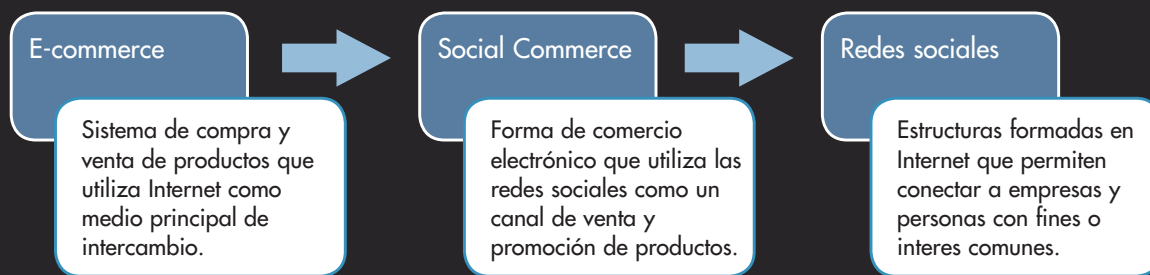 E-commerce
Sistema de compra y
venta de productos que
utiliza Internet como
medio principal de
intercambio.
Social Commerce
Forma de comercio
electrónico que utiliza las
redes sociales como un
canal de venta y
promoción de productos.
Redes sociales
Estructuras formadas en
Internet que permiten
conectar a empresas y
personas con fines o
interes comunes.